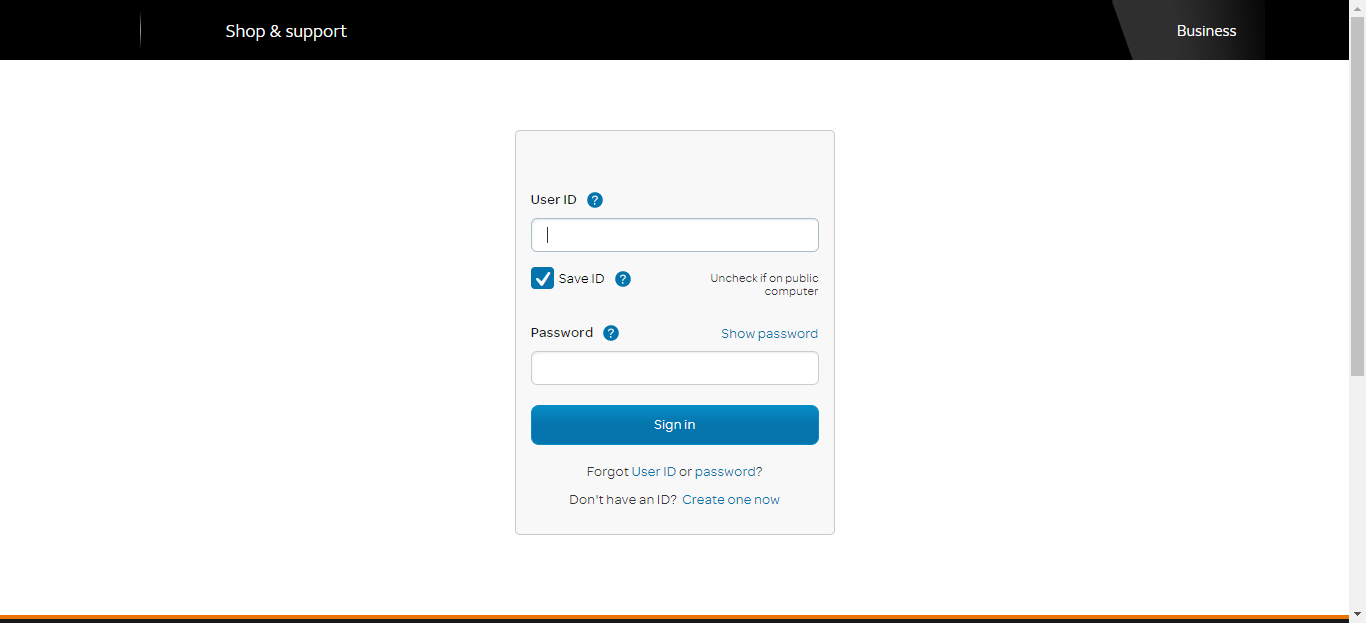 Shop & support
Business
User ID ?
Save ID ?
Uncheck if on public
computer
Password ?
Show password
Sign in
Forgot User ID or password?
Don't have an ID? Create one now